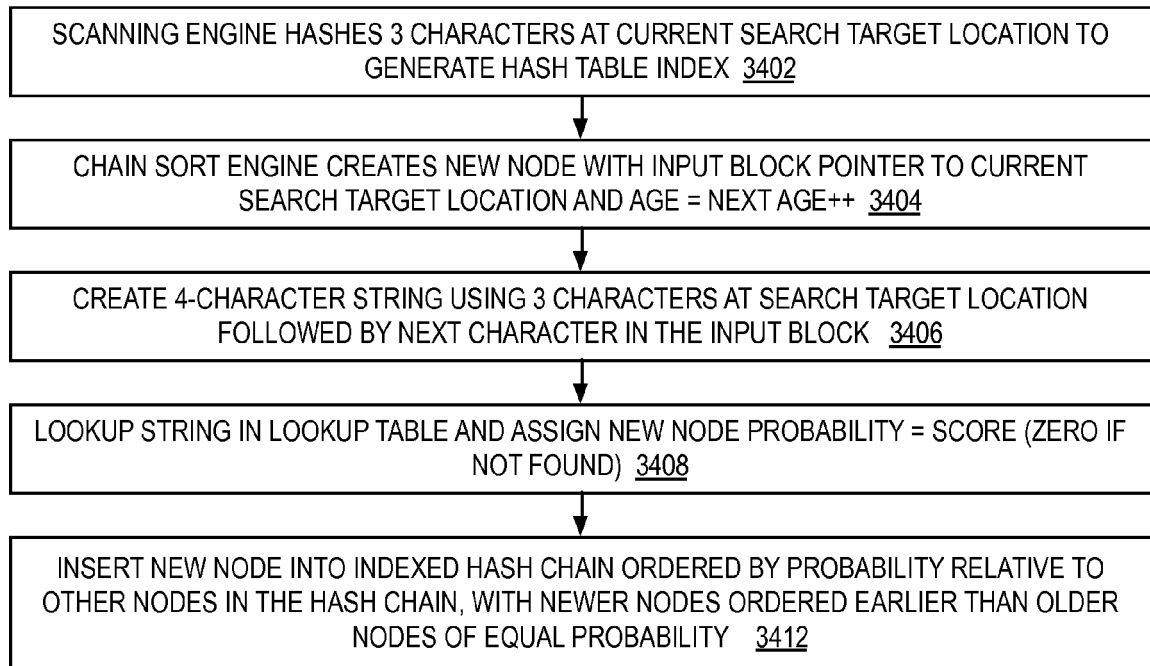 SCANNING ENGINE HASHES 3 CHARACTERS AT CURRENT SEARCH TARGET LOCATION TO
GENERATE HASH TABLE INDEX 3402
CHAIN SORT ENGINE CREATES NEW NODE WITH INPUT BLOCK POINTER TO CURRENT
SEARCH TARGET LOCATION AND AGE = NEXT AGE++ 3404
CREATE 4-CHARACTER STRING USING 3 CHARACTERS AT SEARCH TARGET LOCATION
FOLLOWED BY NEXT CHARACTER IN THE INPUT BLOCK 3406
LOOKUP STRING IN LOOKUP TABLE AND ASSIGN NEW NODE PROBABILITY = SCORE (ZERO IF
NOT FOUND) 3408
INSERT NEW NODE INTO INDEXED HASH CHAIN ORDERED BY PROBABILITY RELATIVE TO
OTHER NODES IN THE HASH CHAIN, WITH NEWER NODES ORDERED EARLIER THAN OLDER
NODES OF EQUAL PROBABILITY 3412